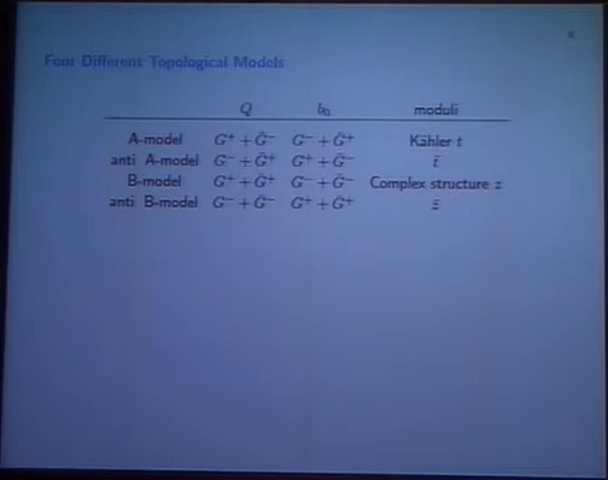 Four Different Topological Models
Q b₀ moduli
A-model G⁺ + G̅⁻ G⁻ + G̅⁺ Kähler t
anti A-model G⁻ + G̅⁺ G⁺ + G̅⁻ t̅
B-model G⁺ + G̅⁺ G⁻ + G̅⁻ Complex structure z
anti B-model G⁻ + G̅⁻ G⁺ + G̅⁺ z̅